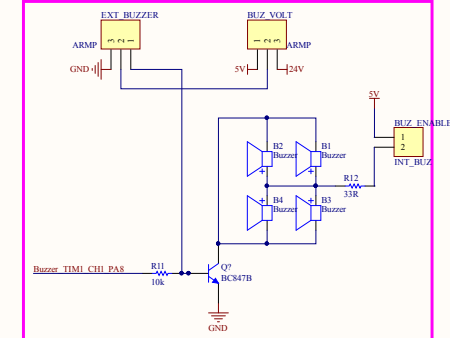 EXT_BUZZER
BUZ_VOLT
ARMP
3 2 1
1 2 3
ARMP
GND
5V
24V
5V
BUZ_ENABLE
1
2
INT_BUZ
B2
Buzzer
B1
Buzzer
R12
33R
B4
Buzzer
B3
Buzzer
Buzzer_TIM1_CH1_PA8
R11
10k
Q?
BC847B
GND